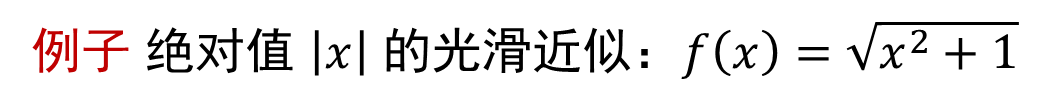 例子 绝对值 |x| 的光滑近似：f(x) = √(x² + 1)